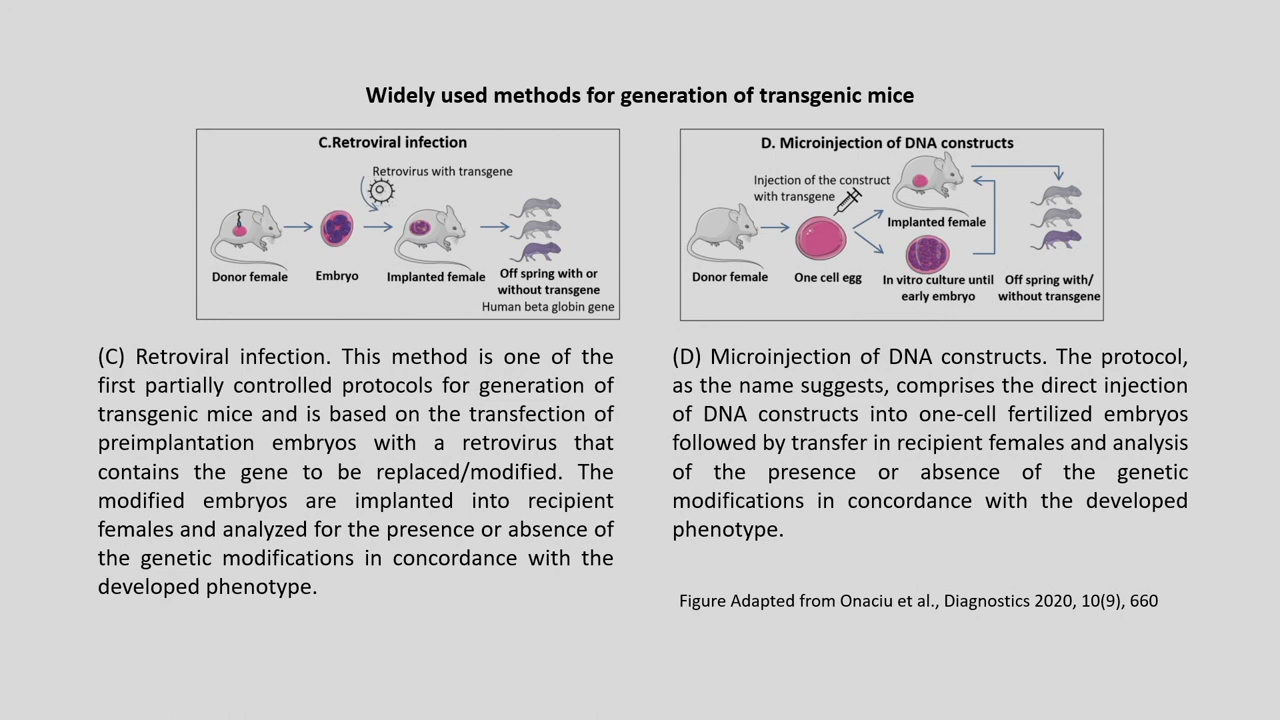 Widely used methods for generation of transgenic mice
C.Retroviral infection
Retrovirus with transgene
Donor female
Embryo
Implanted female
Off spring with or
without transgene
Human beta globin gene
D. Microinjection of DNA constructs
Injection of the construct
with transgene
Implanted female
Donor female
One cell egg
In vitro culture until
early embryo
Off spring with/
without transgene
(C) Retroviral infection. This method is one of the
first partially controlled protocols for generation of
transgenic mice and is based on the transfection of
preimplantation embryos with a retrovirus that
contains the gene to be replaced/modified. The
modified embryos are implanted into recipient
females and analyzed for the presence or absence of
the genetic modifications in concordance with the
developed phenotype.
(D) Microinjection of DNA constructs. The protocol,
as the name suggests, comprises the direct injection
of DNA constructs into one-cell fertilized embryos
followed by transfer in recipient females and analysis
of the presence or absence of the genetic
modifications in concordance with the developed
phenotype.
Figure Adapted from Onaciu et al., Diagnostics 2020, 10(9), 660